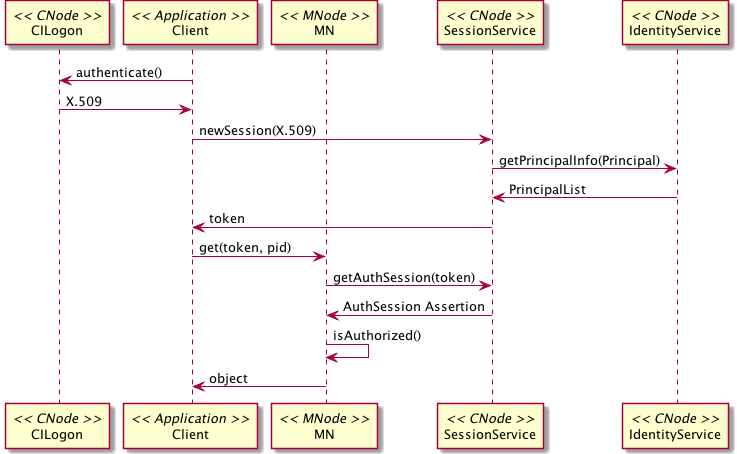 << CNode >>
CILogon
<< Application >>
Client
<< MNode >>
MN
<< CNode >>
SessionService
<< CNode >>
IdentityService
authenticate()
X.509
newSession(X.509)
getPrincipalInfo(Principal)
PrincipalList
token
get(token, pid)
getAuthSession(token)
AuthSession Assertion
isAuthorized()
object
<< CNode >>
CILogon
<< Application >>
Client
<< MNode >>
MN
<< CNode >>
SessionService
<< CNode >>
IdentityService